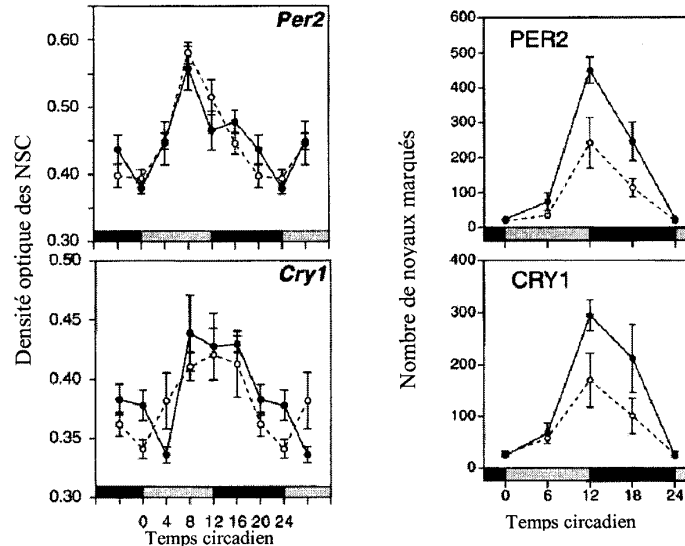 Per2
0.60
0.50
0.40
0.30
Cry1
0.50
0.45
0.40
0.35
0.30
0 4 8 12 16 20 24
Temps circadien
Densité optique des NSC
PER2
600
500
400
300
200
100
0
CRY1
400
300
200
100
0
0 6 12 18 24
Temps circadien
Nombre de noyaux marqués